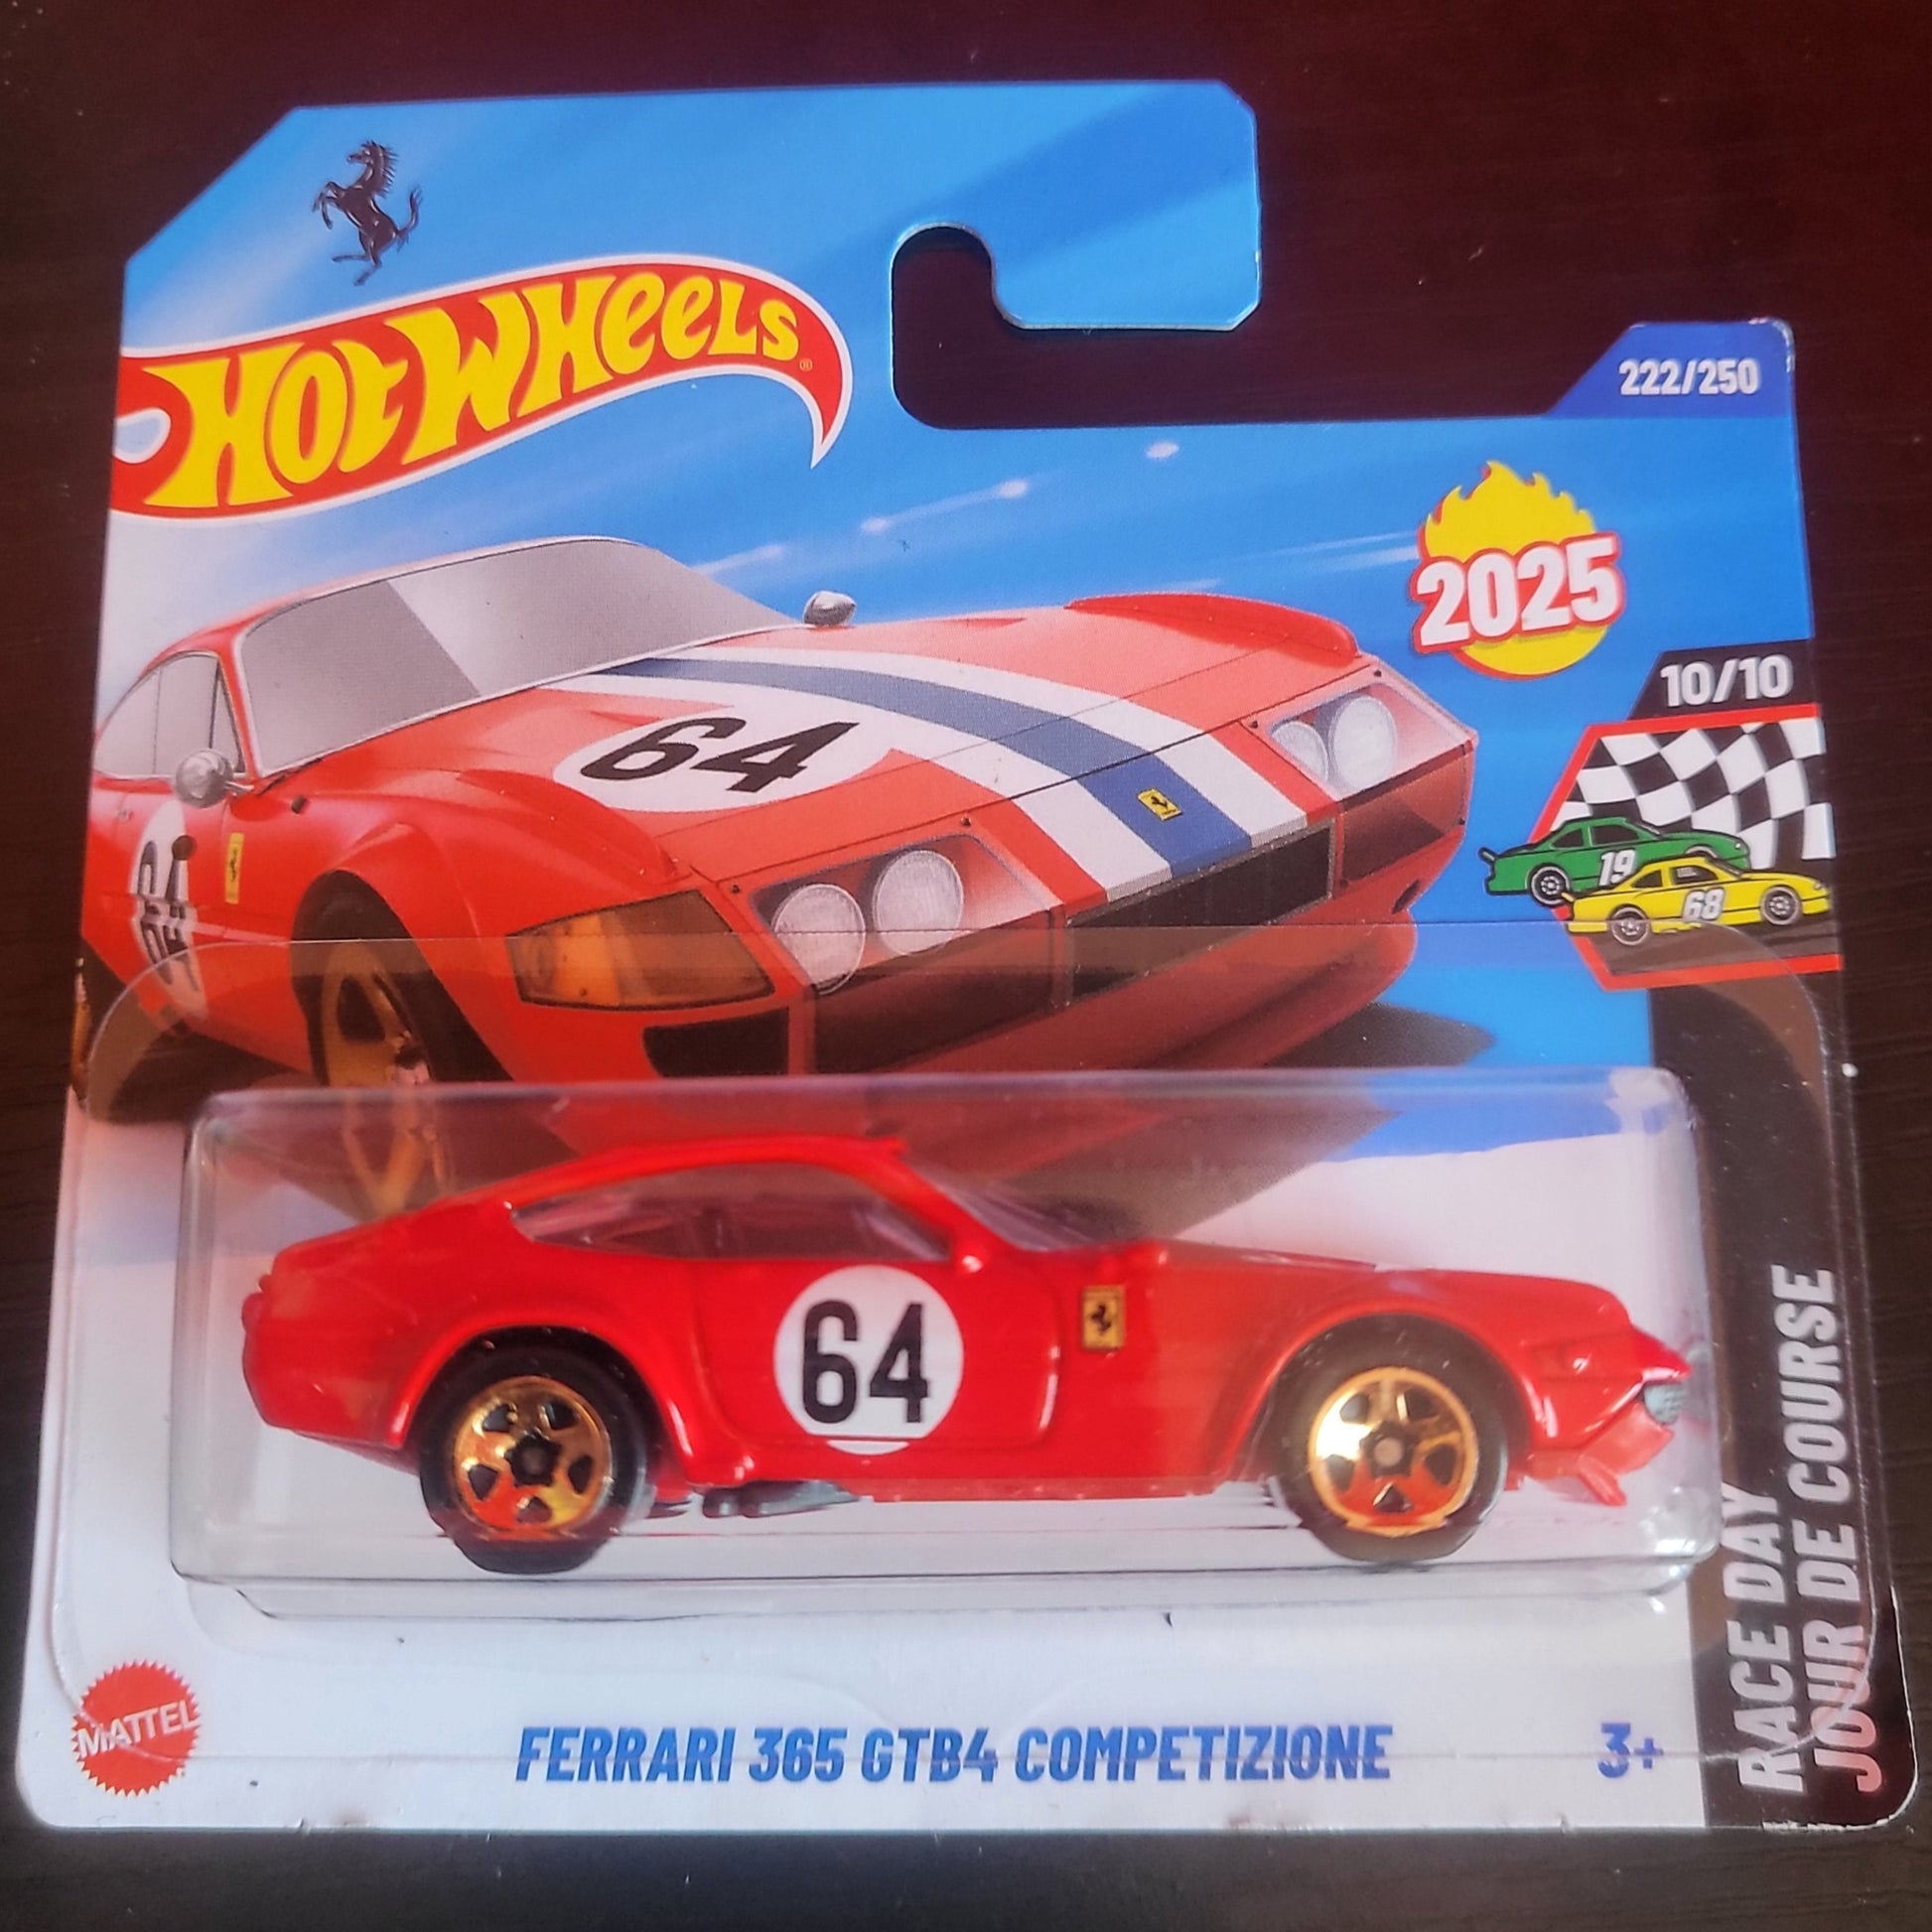 HOT WHEELS®
222/250
2025
10/10
64
64
19
68
64
RACE DAY
JOUR DE COURSE
MATTEL
FERRARI 365 GTB4 COMPETIZIONE
3+